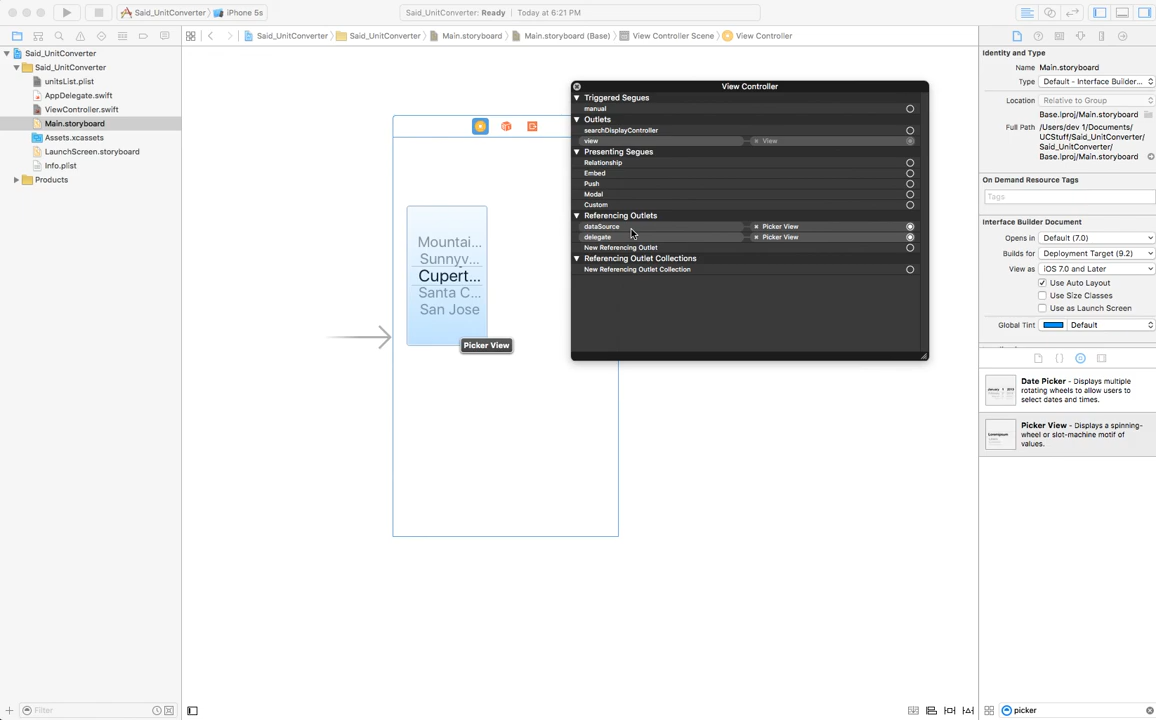 Said_UnitConverter
iPhone 5s
Said_UnitConverter: Ready | Today at 6:21 PM
Said_UnitConverter
Said_UnitConverter
Main.storyboard
Main.storyboard (Base)
View Controller Scene
View Controller
Said_UnitConverter
Said_UnitConverter
unitsList.plist
AppDelegate.swift
ViewController.swift
Main.storyboard
Assets.xcassets
LaunchScreen.storyboard
Info.plist
Products
Mountai...
Sunnyv...
Cupert...
Santa C...
San Jose
Picker View
View Controller
Triggered Segues
manual
Outlets
searchDisplayController
view
View
Presenting Segues
Relationship
Embed
Push
Modal
Custom
Referencing Outlets
dataSource
Picker View
delegate
Picker View
New Referencing Outlet
Referencing Outlet Collections
New Referencing Outlet Collection
Identity and Type
Name Main.storyboard
Type Default - Interface Builder...
Location Relative to Group
Base.lproj/Main.storyboard
Full Path /Users/dev 1/Documents/
UCStuff/Said_UnitConverter/
Said_UnitConverter/
Base.lproj/Main.storyboard
On Demand Resource Tags
Tags
Interface Builder Document
Opens in Default (7.0)
Builds for Deployment Target (9.2)
View as iOS 7.0 and Later
Use Auto Layout
Use Size Classes
Use as Launch Screen
Global Tint Default
Date Picker - Displays multiple
rotating wheels to allow users to
select dates and times.
Picker View - Displays a spinning-
wheel or slot-machine motif of
values.
Filter
picker